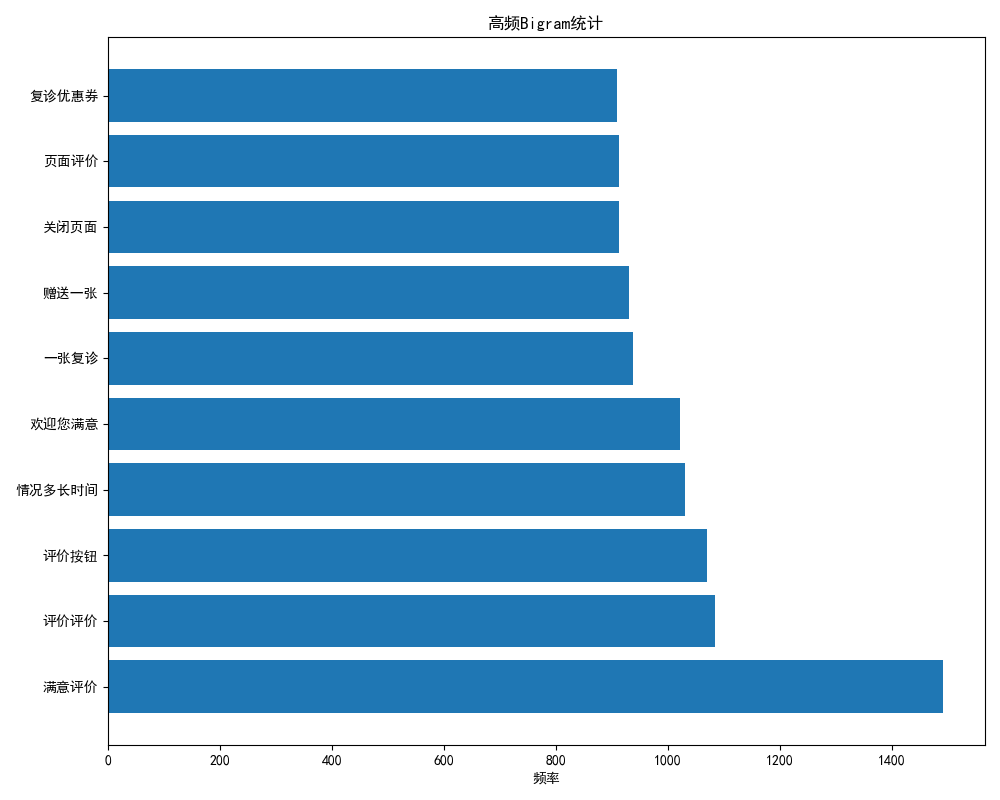 高频Bigram统计
复诊优惠券
页面评价
关闭页面
赠送一张
一张复诊
欢迎您满意
情况多长时间
评价按钮
评价评价
满意评价
0 200 400 600 800 1000 1200 1400
频率